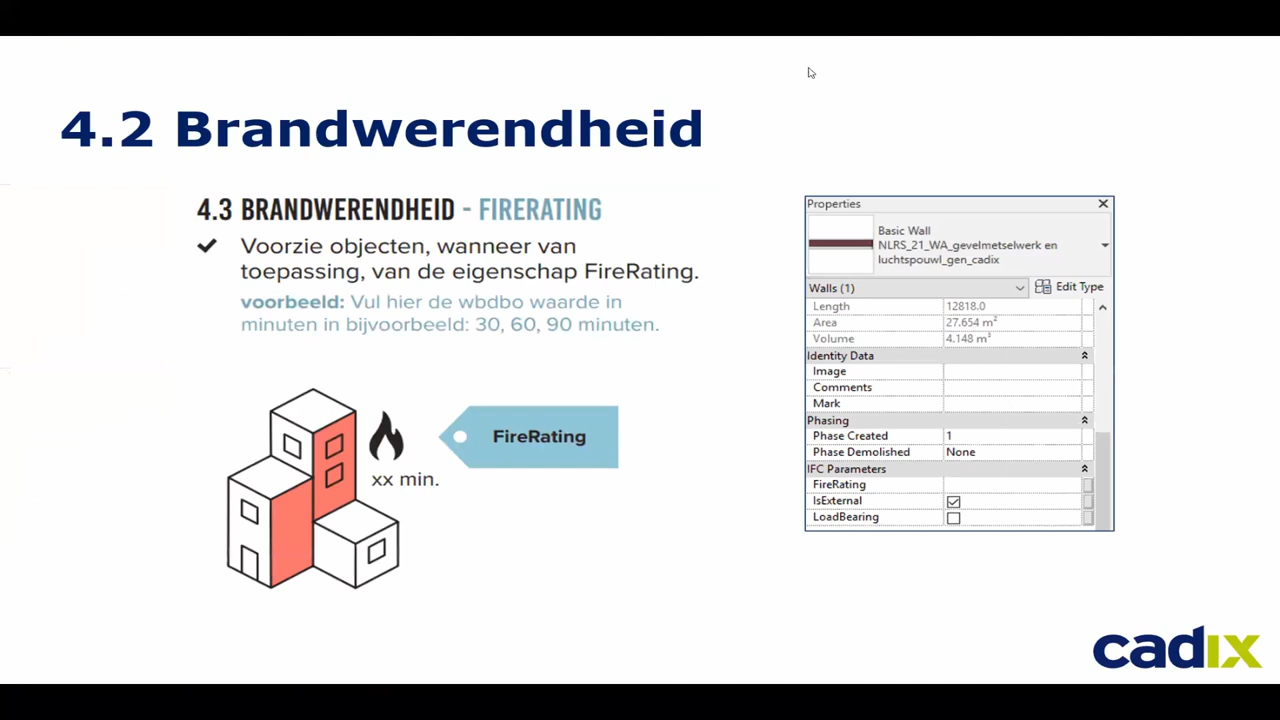 4.2 Brandwerendheid
4.3 BRANDWERENDHEID - FIRERATING
Voorzie objecten, wanneer van
toepassing, van de eigenschap FireRating.
voorbeeld: Vul hier de wbdbo waarde in
minuten in bijvoorbeeld: 30, 60, 90 minuten.
FireRating
xx min.
Properties
Basic Wall
NLRS_21_WA_gevelmetselwerk en
luchtspouwl_gen_cadix
Walls (1)
Edit Type
Length 12818.0
Area 27.654 m²
Volume 4.148 m³
Identity Data
Image
Comments
Mark
Phasing
Phase Created 1
Phase Demolished None
IFC Parameters
FireRating
IsExternal
LoadBearing
cadix